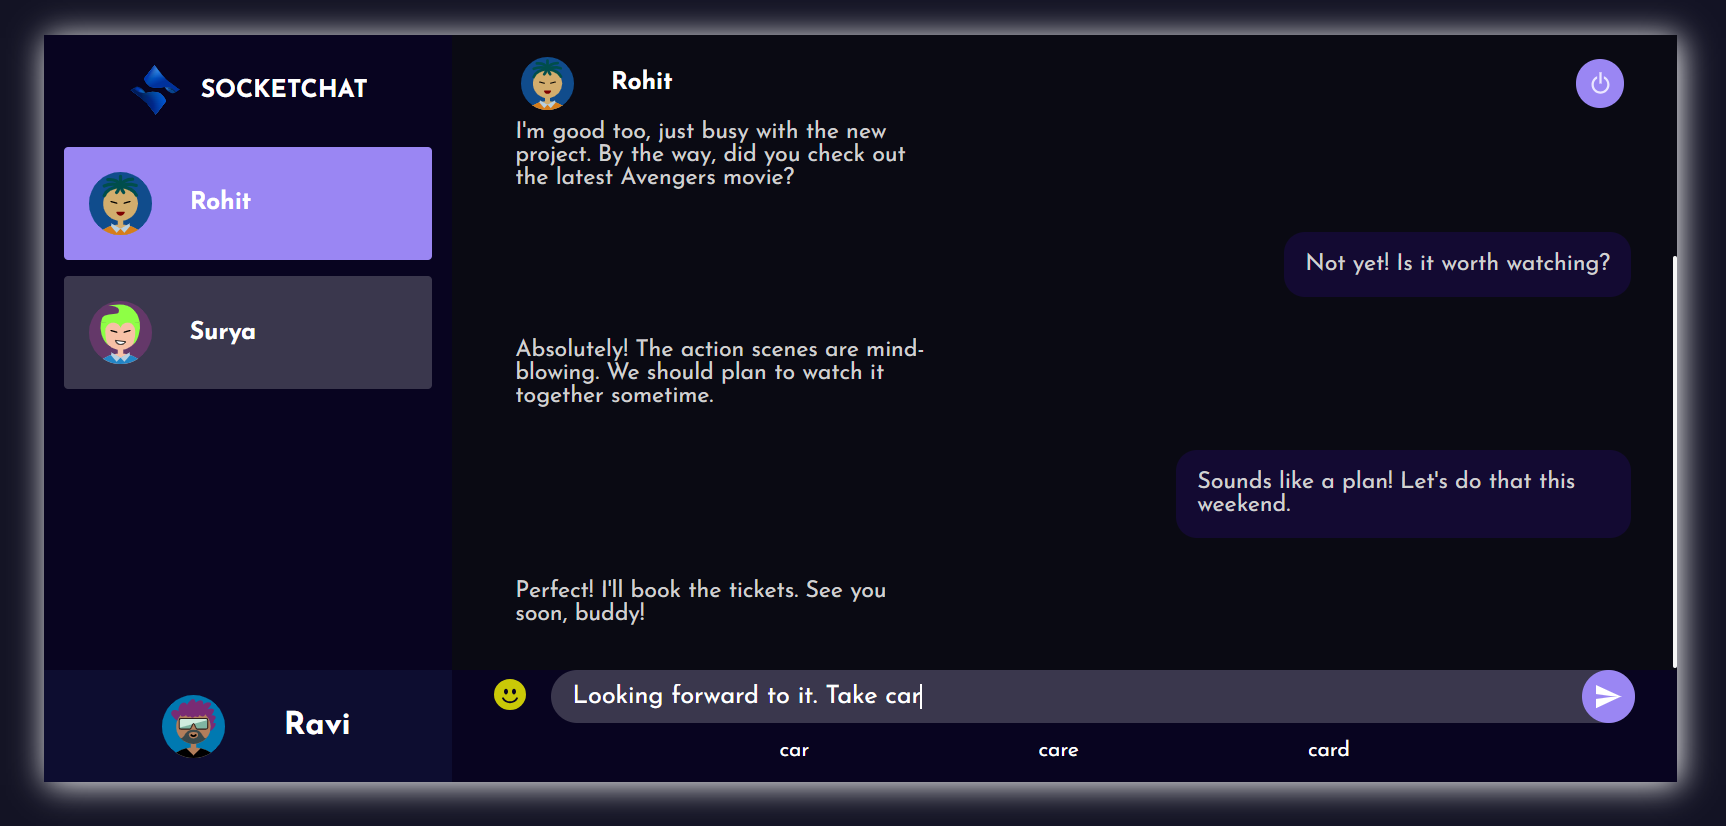 SOCKETCHAT
Rohit
Surya
Ravi
Rohit
I'm good too, just busy with the new
project. By the way, did you check out
the latest Avengers movie?
Not yet! Is it worth watching?
Absolutely! The action scenes are mind-
blowing. We should plan to watch it
together sometime.
Sounds like a plan! Let's do that this
weekend.
Perfect! I'll book the tickets. See you
soon, buddy!
Looking forward to it. Take car
car care card